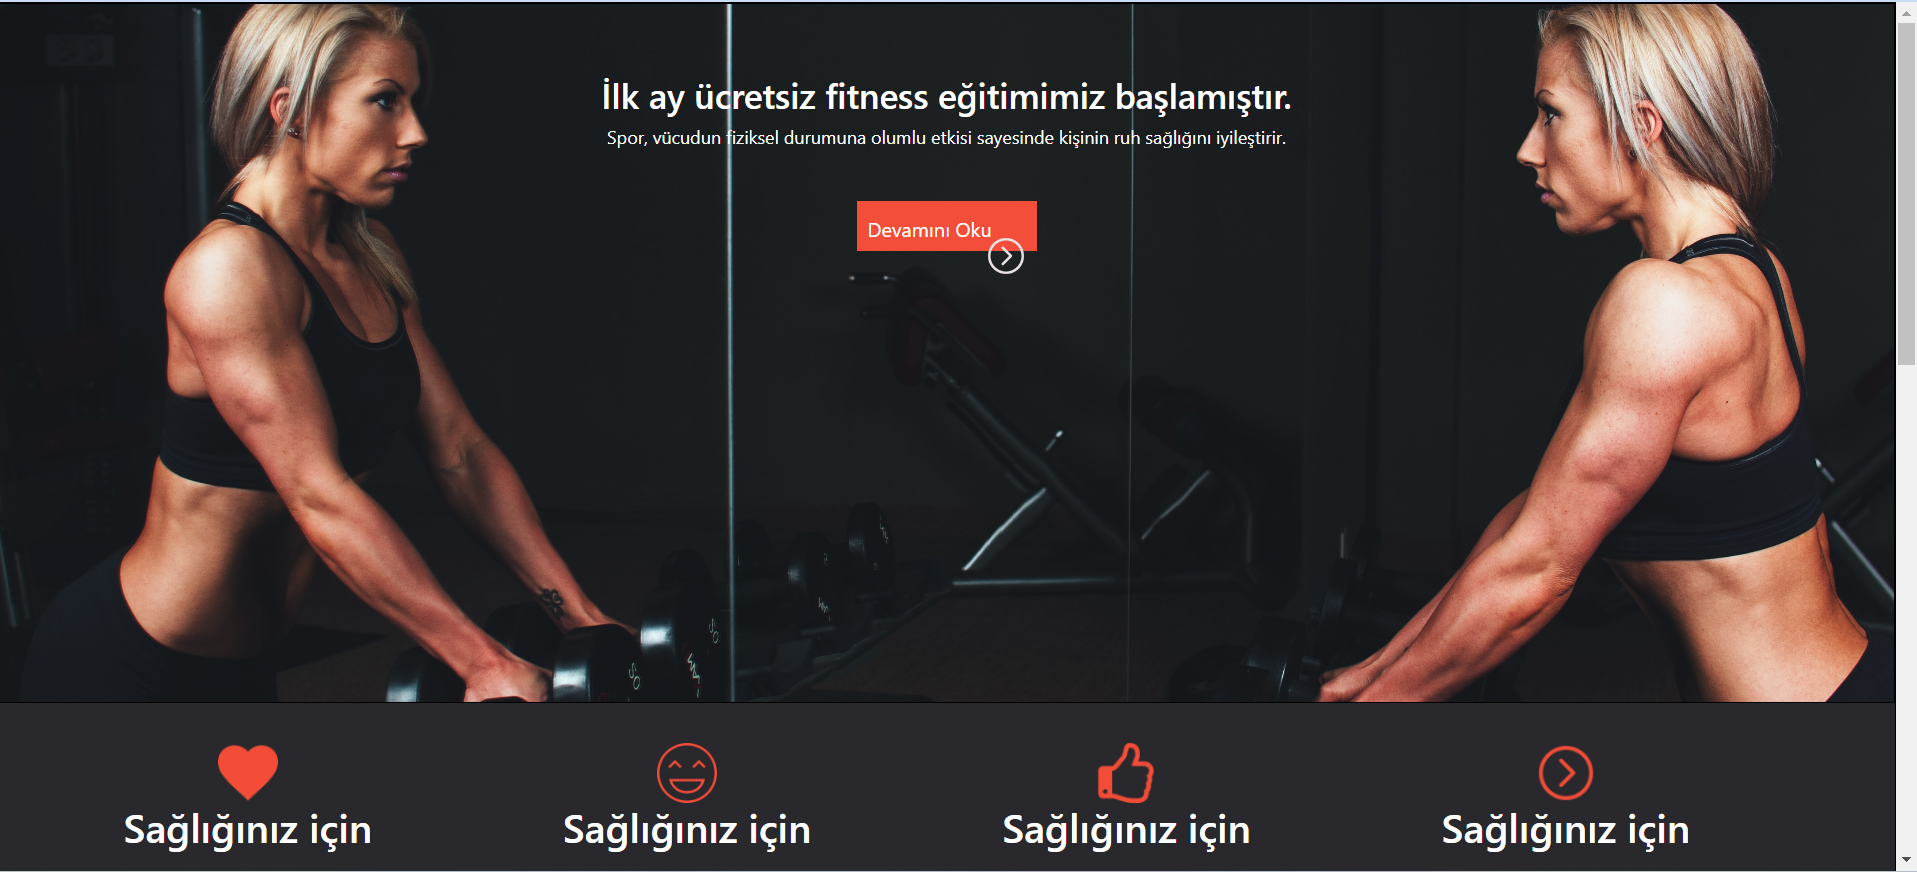 İlk ay ücretsiz fitness eğitimimiz başlamıştır.
Spor, vücudun fiziksel durumuna olumlu etkisi sayesinde kişinin ruh sağlığını iyileştirir.
Devamını Oku
Sağlığınız için
Sağlığınız için
Sağlığınız için
Sağlığınız için